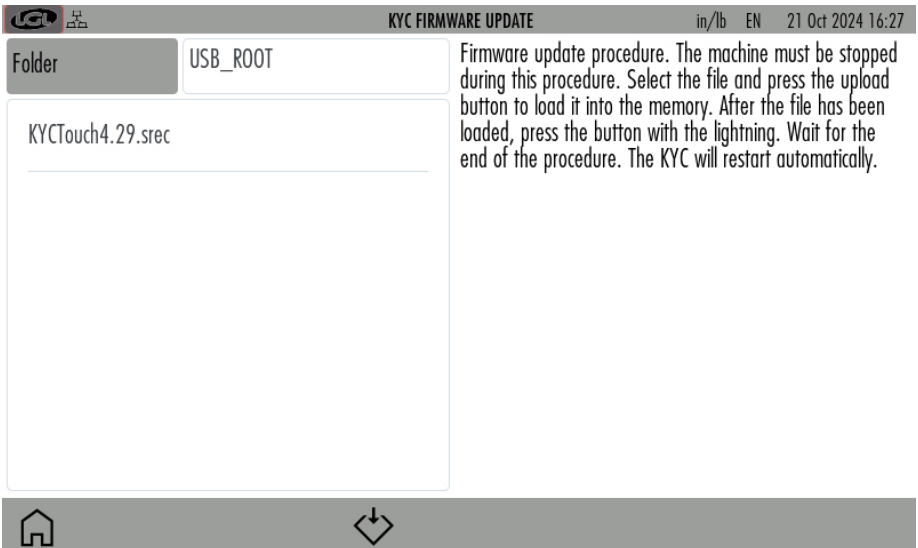 LGL
KYC FIRMWARE UPDATE
in/lb EN 21 Oct 2024 16:27
Folder
USB_ROOT
KYCTouch4.29.srec
Firmware update procedure. The machine must be stopped
during this procedure. Select the file and press the upload
button to load it into the memory. After the file has been
loaded, press the button with the lightning. Wait for the
end of the procedure. The KYC will restart automatically.